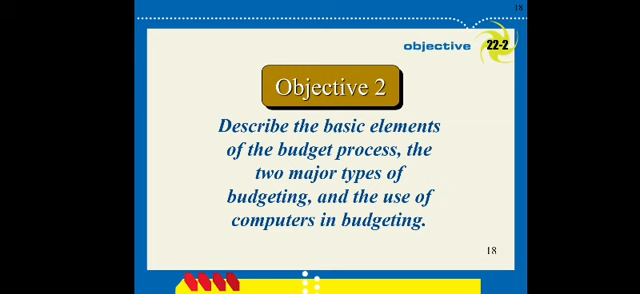 18
objective 22-2
Objective 2
Describe the basic elements
of the budget process, the
two major types of
budgeting, and the use of
computers in budgeting.
18